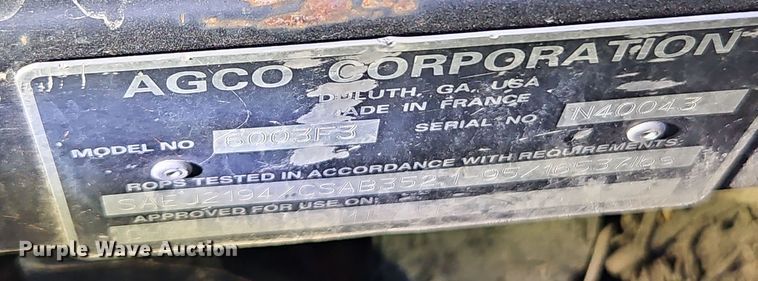 AGCO CORPORATION
DULUTH, GA. USA
MADE IN FRANCE
MODEL NO 6003F3 SERIAL NO N40043
ROPS TESTED IN ACCORDANCE WITH REQUIREMENTS
SAEJ2194/CSAB352-1-95/16537lbs
APPROVED FOR USE ON:
Purple Wave Auction